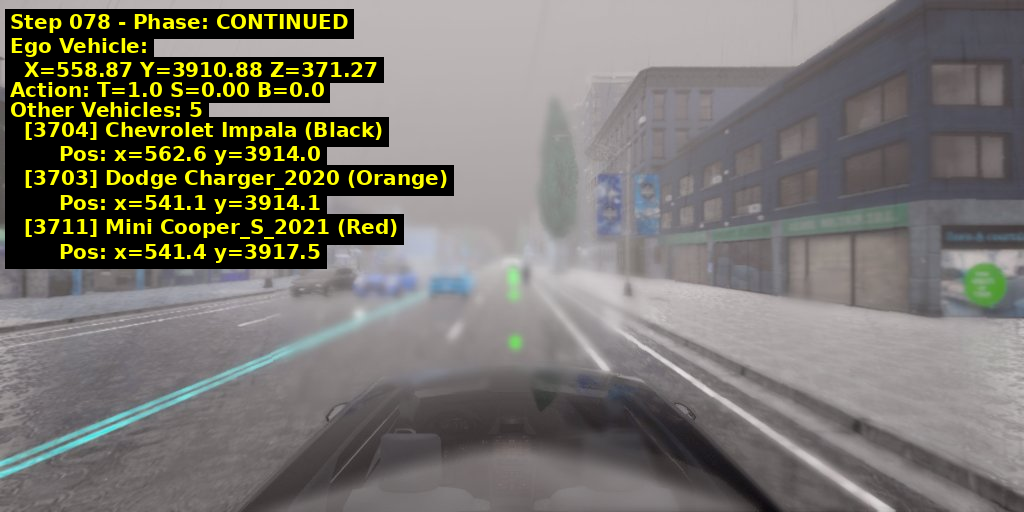 Step 078 - Phase: CONTINUED
Ego Vehicle:
X=558.87 Y=3910.88 Z=371.27
Action: T=1.0 S=0.00 B=0.0
Other Vehicles: 5
[3704] Chevrolet Impala (Black)
Pos: x=562.6 y=3914.0
[3703] Dodge Charger_2020 (Orange)
Pos: x=541.1 y=3914.1
[3711] Mini Cooper_S_2021 (Red)
Pos: x=541.4 y=3917.5